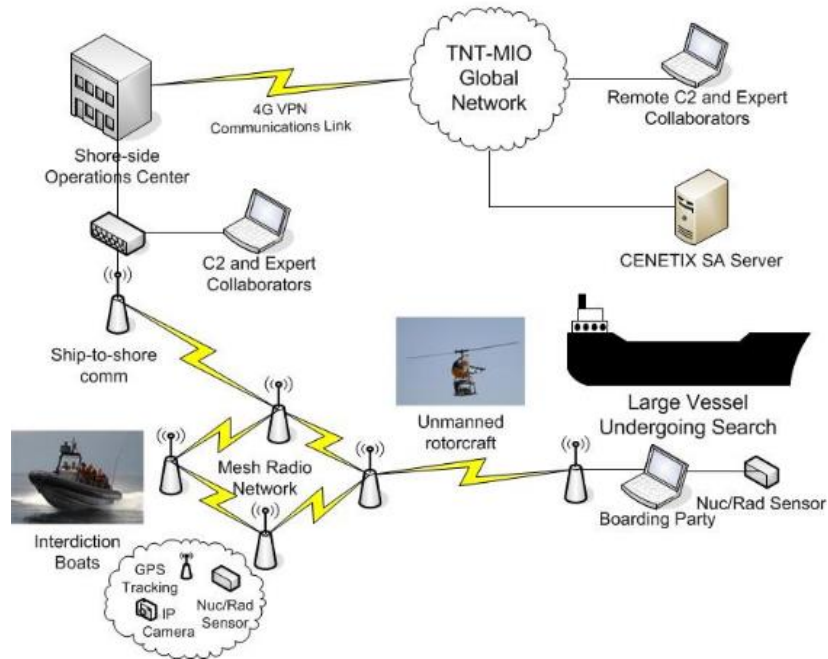 TNT-MIO
Global
Network
4G VPN
Communications Link
Remote C2 and Expert
Collaborators
Shore-side
Operations Center
CENETIX SA Server
C2 and Expert
Collaborators
Ship-to-shore
comm
Unmanned
rotorcraft
Large Vessel
Undergoing Search
Mesh Radio
Network
Boarding Party
Nuc/Rad Sensor
Interdiction
Boats
GPS
Tracking
Nuc/Rad
Sensor
IP
Camera